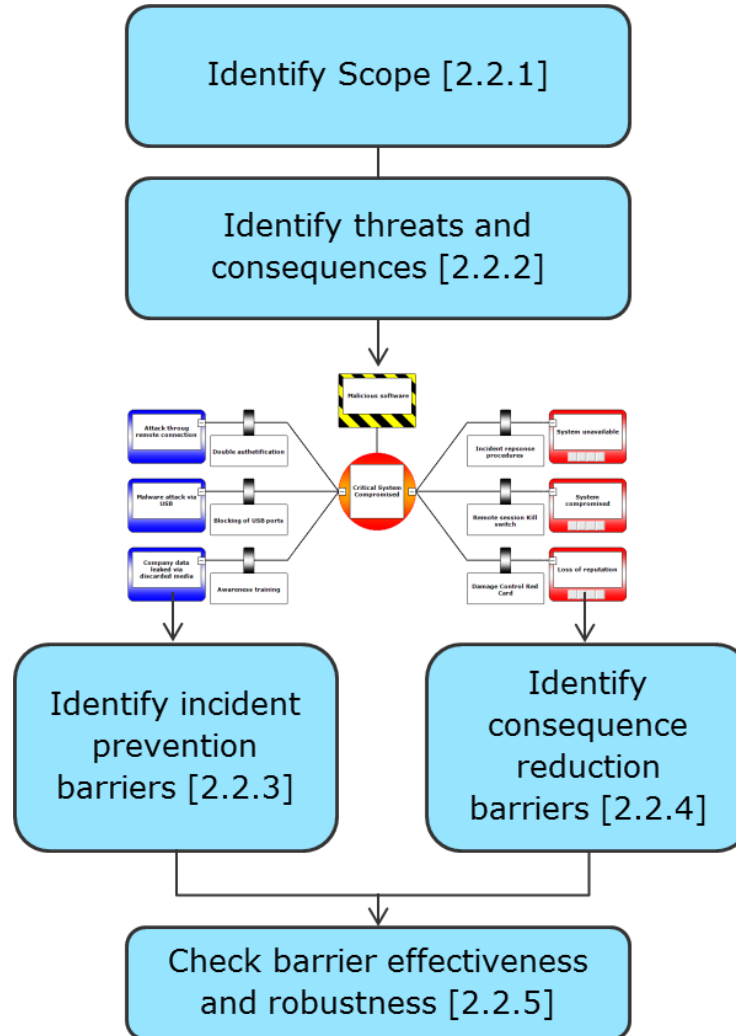 Identify Scope [2.2.1]
Identify threats and
consequences [2.2.2]
Malicious software
Attack throug
remote connection
Double authetification
Incident repsonse
procedures
System unavailable
Critical System
Compromised
Malware attack via
USB
Blocking of USB ports
Remote session Kill
switch
System
compromised
Company data
leaked via
discarded media
Awareness training
Damage Control Red
Card
Loss of reputation
Identify incident
prevention
barriers [2.2.3]
Identify
consequence
reduction
barriers [2.2.4]
Check barrier effectiveness
and robustness [2.2.5]